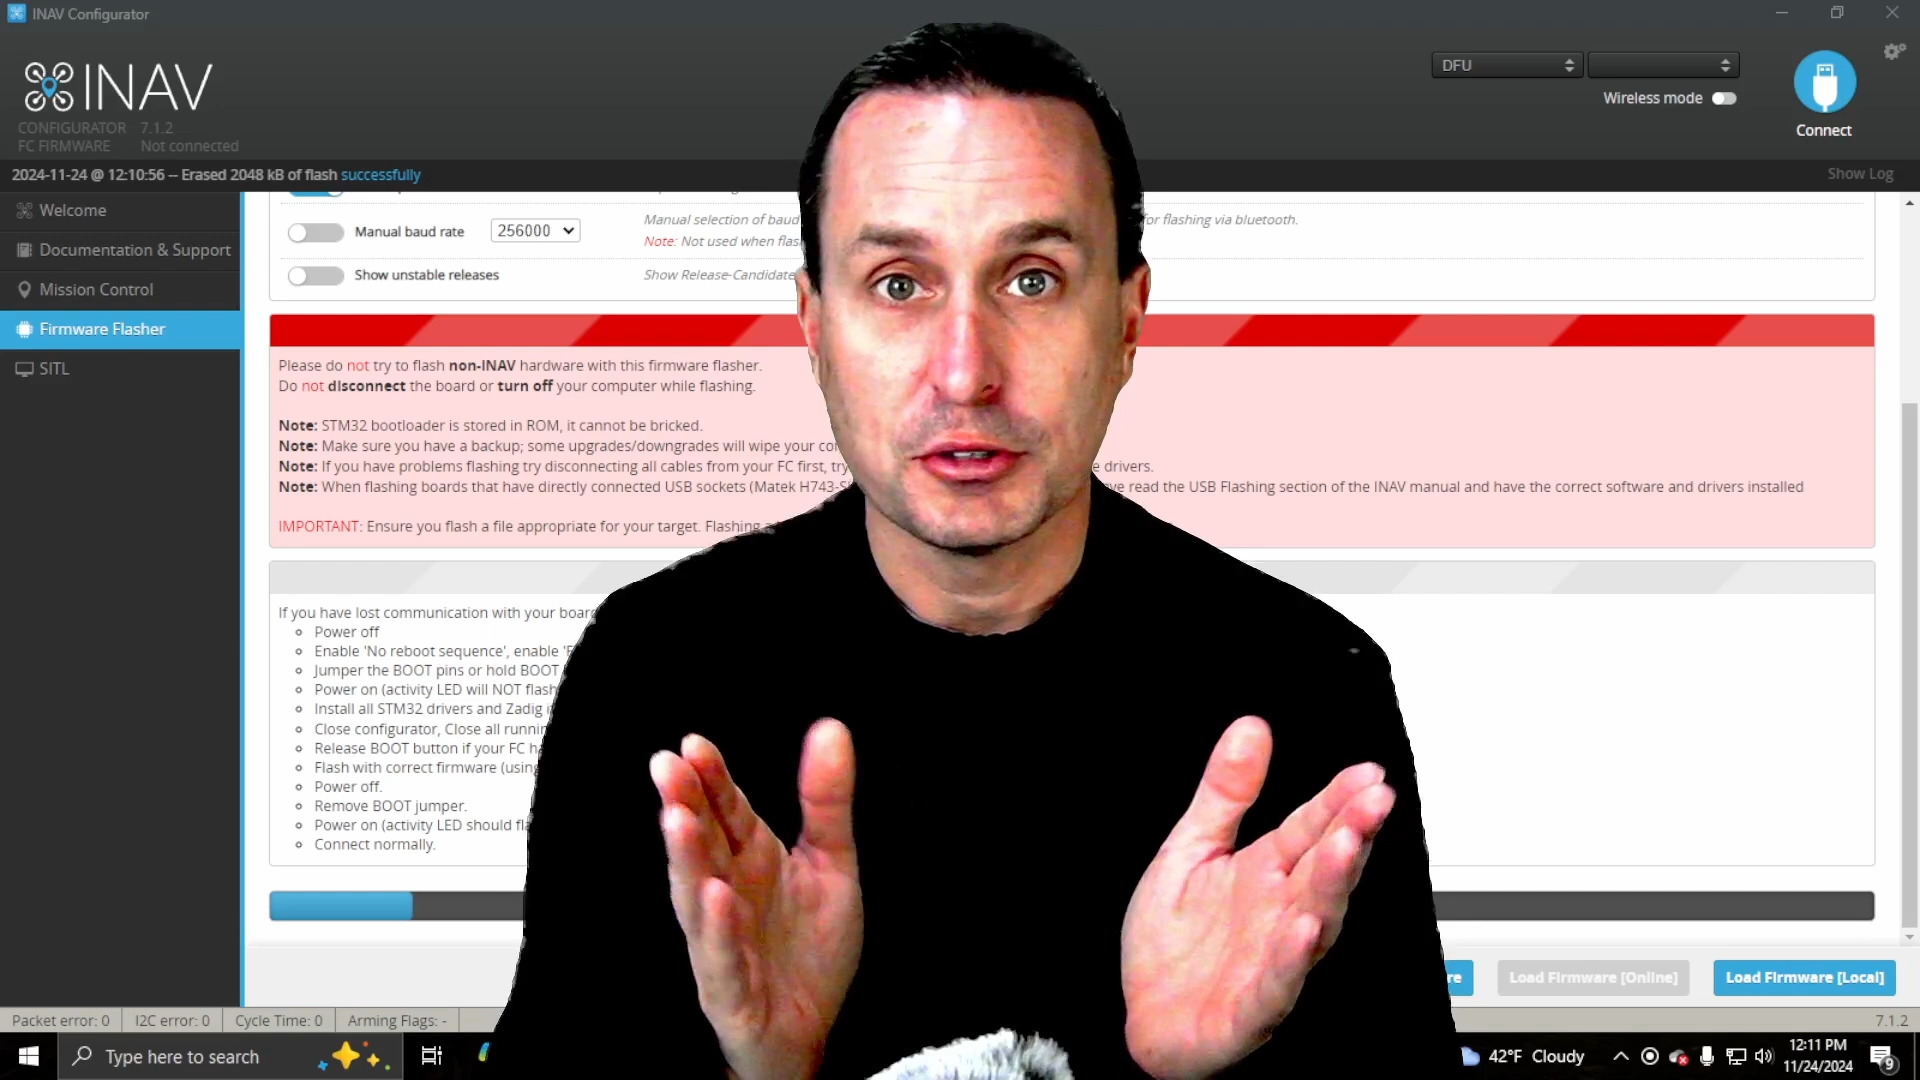 INAV Configurator
INAV
CONFIGURATOR 7.1.2
FC FIRMWARE Not connected
DFU
Wireless mode
Connect
2024-11-24 @ 12:10:56 -- Erased 2048 kB of flash successfully
Show Log
Welcome
Documentation & Support
Mission Control
Firmware Flasher
SITL
Manual baud rate 256000 Manual selection of baud or flashing via bluetooth.
Note: Not used when
Show unstable releases Show Release-Candidate
Please do not try to flash non-INAV hardware with this firmware flasher.
Do not disconnect the board or turn off your computer while flashing.
Note: STM32 bootloader is stored in ROM, it cannot be bricked.
Note: Make sure you have a backup; some upgrades/downgrades will wipe your
Note: If you have problems flashing try disconnecting all cables from your FC first, try drivers.
Note: When flashing boards that have directly connected USB sockets (Matek read the USB Flashing section of the INAV manual and have the correct software and drivers installed
IMPORTANT: Ensure you flash a file appropriate for your target. Flashing
If you have lost communication with your
Power off
Enable 'No reboot sequence', enable
Jumper the BOOT pins or hold BOOT
Power on (activity LED will NOT flash
Install all STM32 drivers and Zadig
Close configurator, Close all
Release BOOT button if your FC
Flash with correct firmware
Power off.
Remove BOOT jumper.
Power on (activity LED should
Connect normally.
Load Firmware [Online]
Load Firmware [Local]
Packet error: 0 I2C error: 0 Cycle Time: 0 Arming Flags: - 7.1.2
Type here to search
42°F Cloudy
12:11 PM
11/24/2024
9